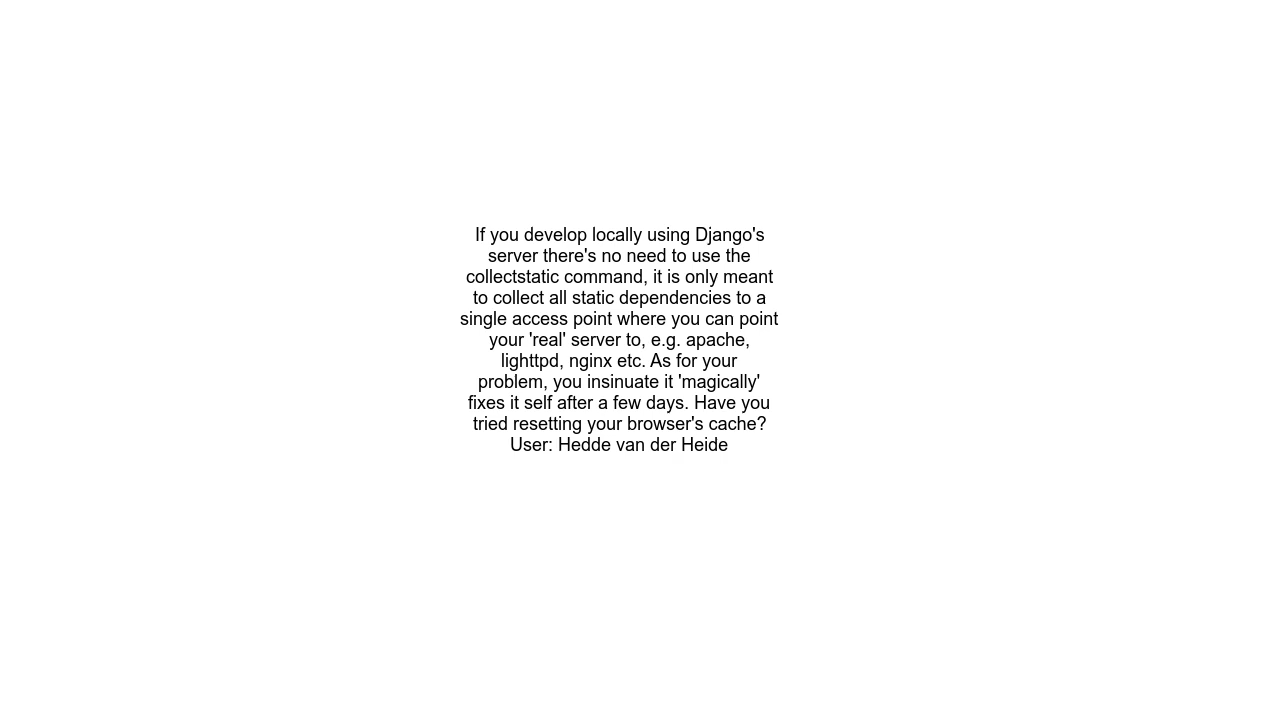 If you develop locally using Django's
server there's no need to use the
collectstatic command, it is only meant
to collect all static dependencies to a
single access point where you can point
your 'real' server to, e.g. apache,
lighttpd, nginx etc. As for your
problem, you insinuate it 'magically'
fixes it self after a few days. Have you
tried resetting your browser's cache?
User: Hedde van der Heide